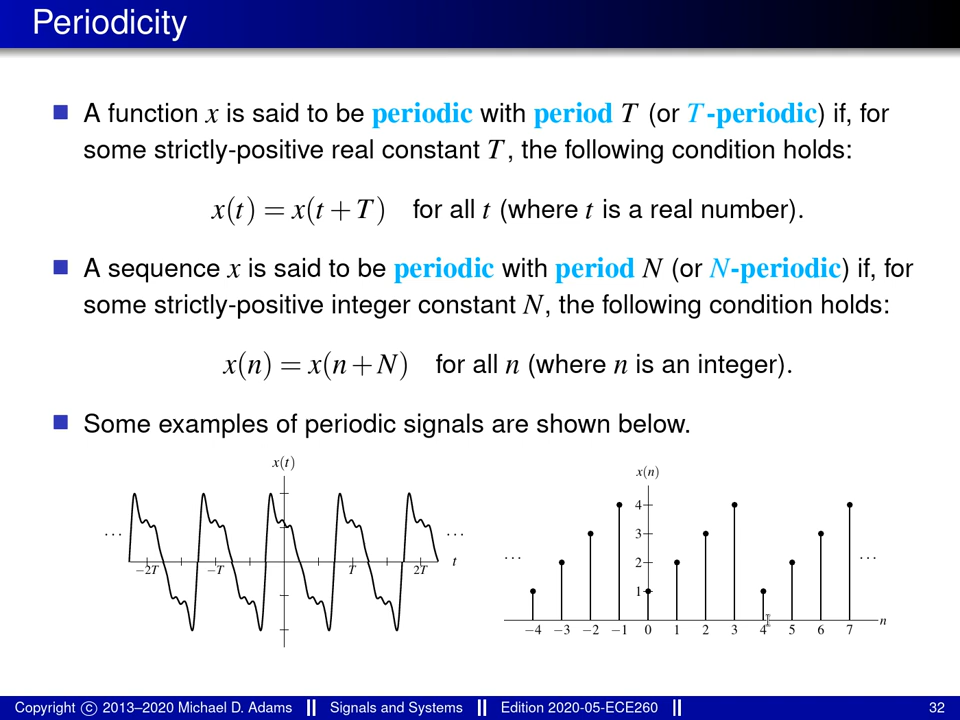 Periodicity
A function x is said to be periodic with period T (or T-periodic) if, for
some strictly-positive real constant T, the following condition holds:
x(t) = x(t + T) for all t (where t is a real number).
A sequence x is said to be periodic with period N (or N-periodic) if, for
some strictly-positive integer constant N, the following condition holds:
x(n) = x(n + N) for all n (where n is an integer).
Some examples of periodic signals are shown below.
x(t)
... ...
−2T −T T 2T t
x(n)
4
3
2
1
... ...
−4 −3 −2 −1 0 1 2 3 4 5 6 7 n
Copyright © 2013–2020 Michael D. Adams Signals and Systems Edition 2020-05-ECE260 32